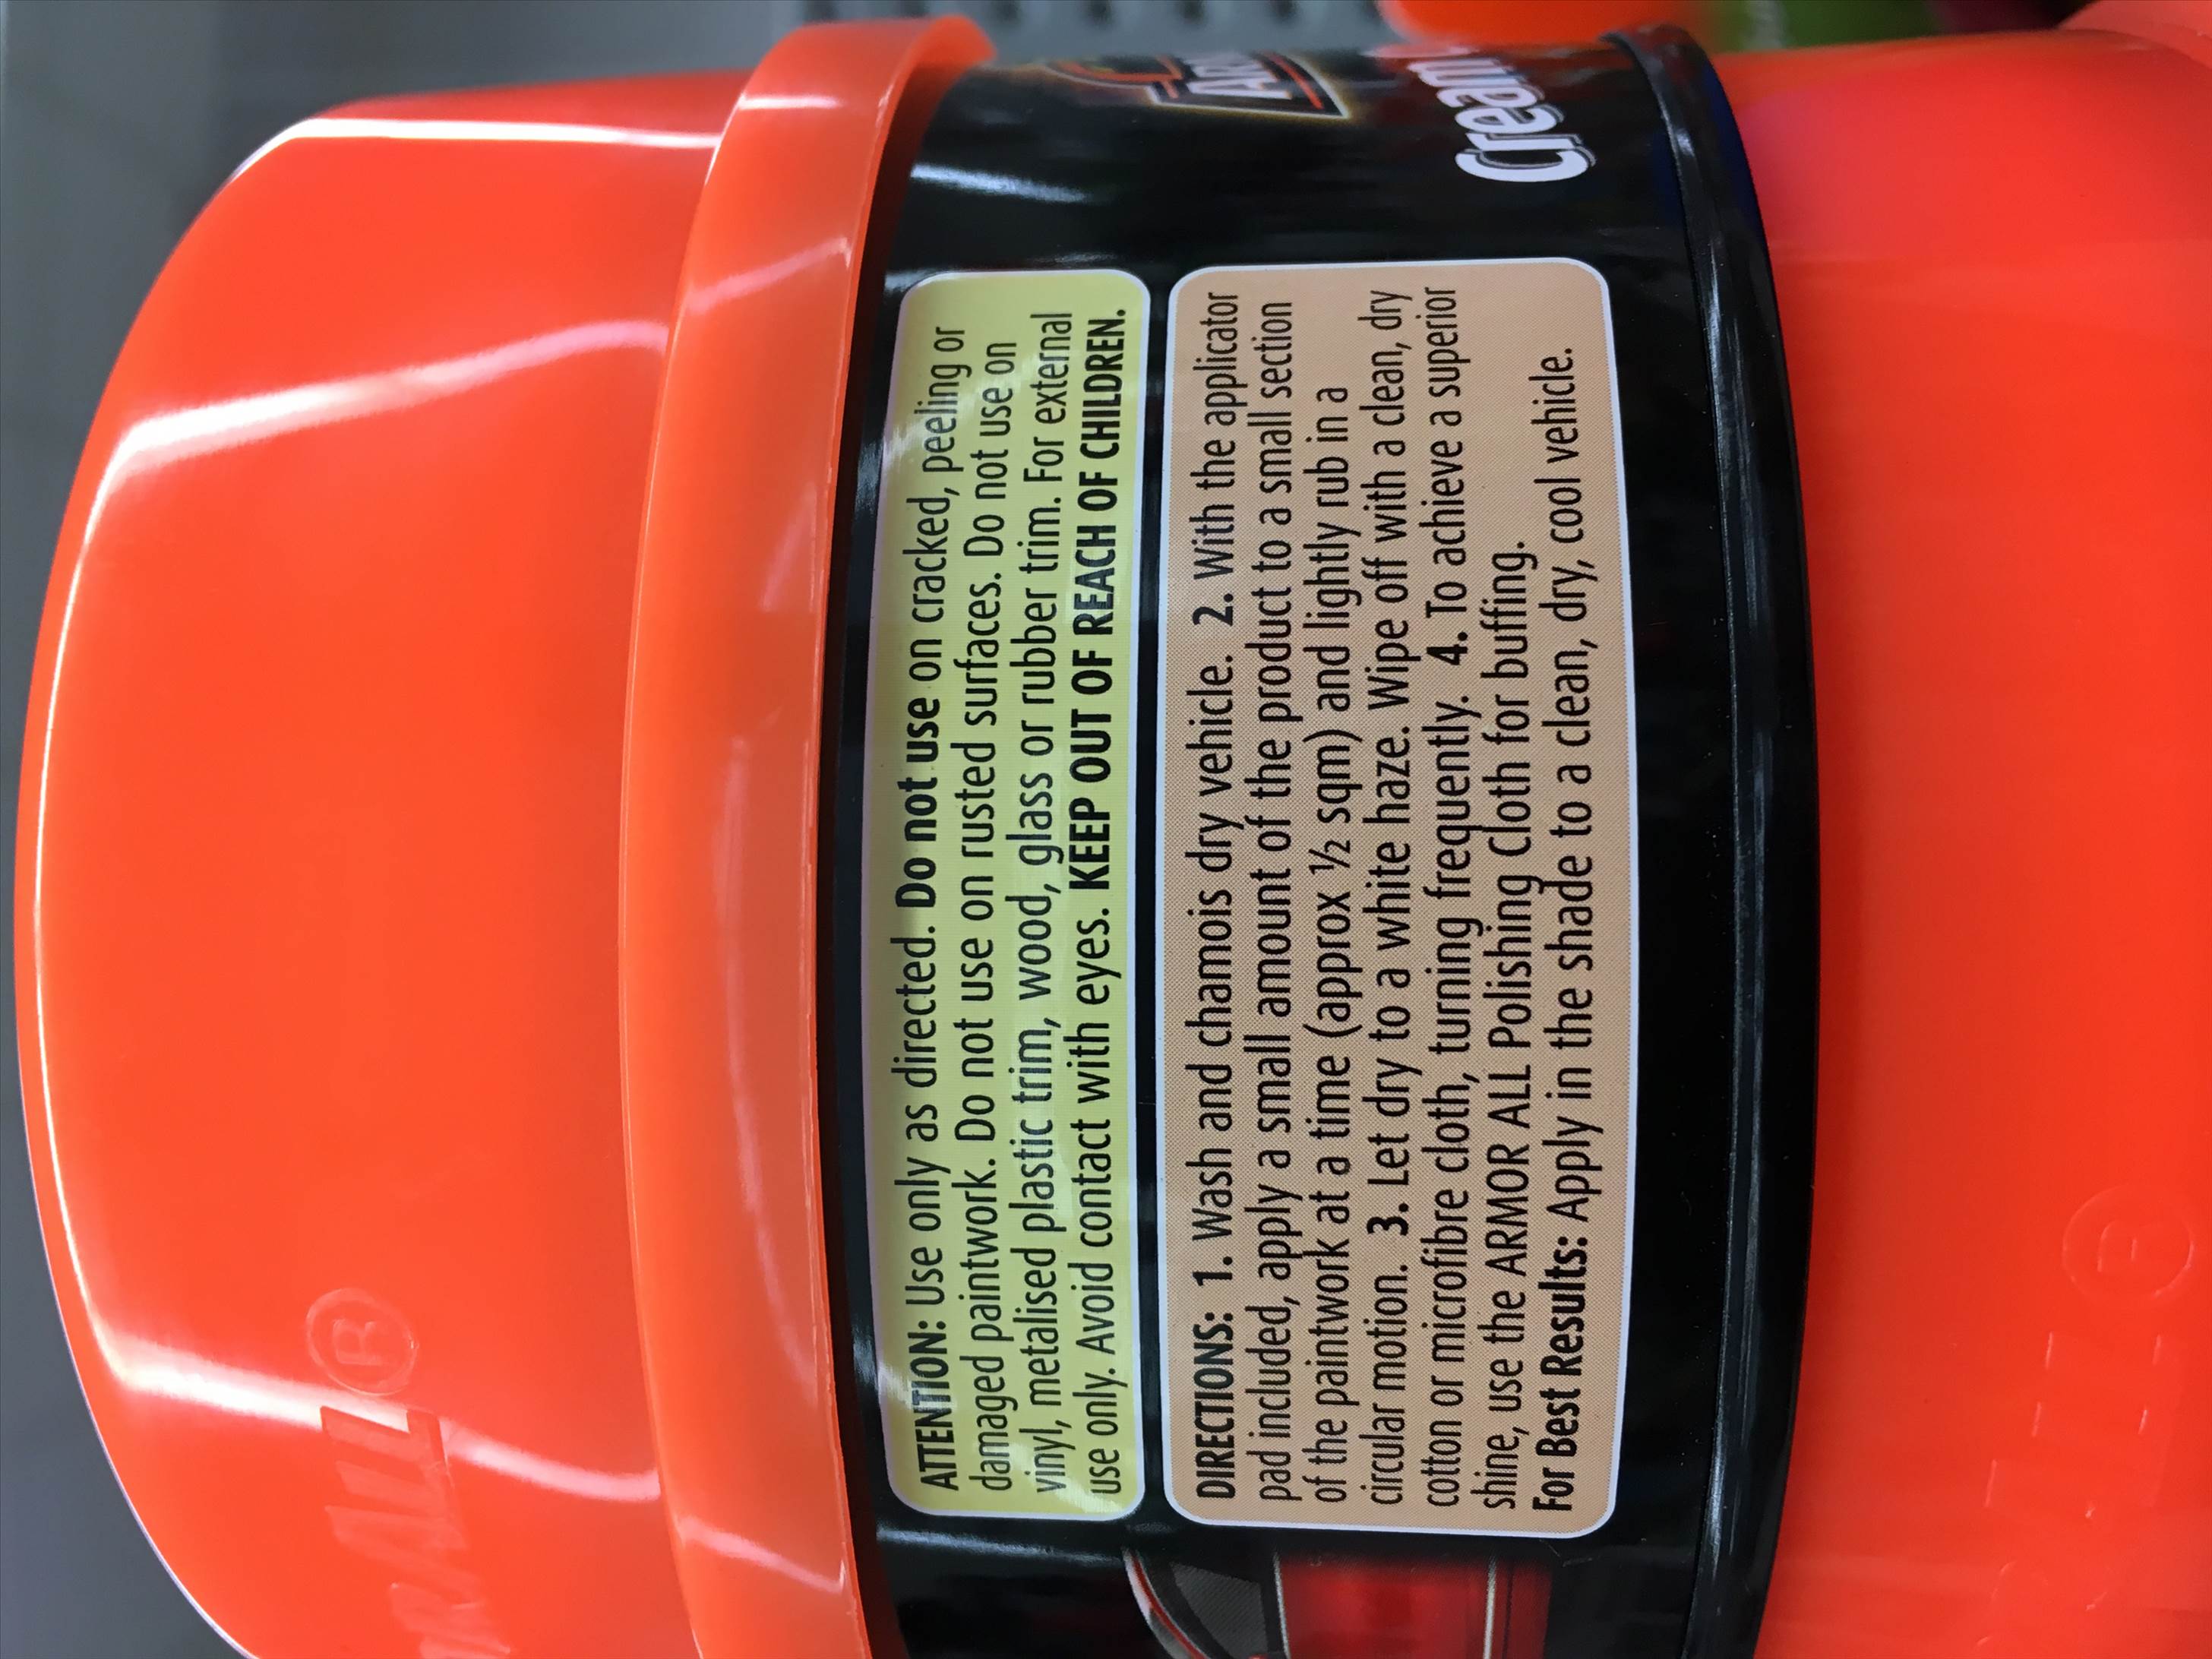 ATTENTION: Use only as directed. Do not use on cracked, peeling or
damaged paintwork. Do not use on rusted surfaces. Do not use on
vinyl, metalised plastic trim, wood, glass or rubber trim. For external
use only. Avoid contact with eyes. KEEP OUT OF REACH OF CHILDREN.
DIRECTIONS: 1. Wash and chamois dry vehicle. 2. With the applicator
pad included, apply a small amount of the product to a small section
of the paintwork at a time (approx ½ sqm) and lightly rub in a
circular motion. 3. Let dry to a white haze. Wipe off with a clean, dry
cotton or microfibre cloth, turning frequently. 4. To achieve a superior
shine, use the ARMOR ALL Polishing Cloth for buffing.
For Best Results: Apply in the shade to a clean, dry, cool vehicle.
Cream